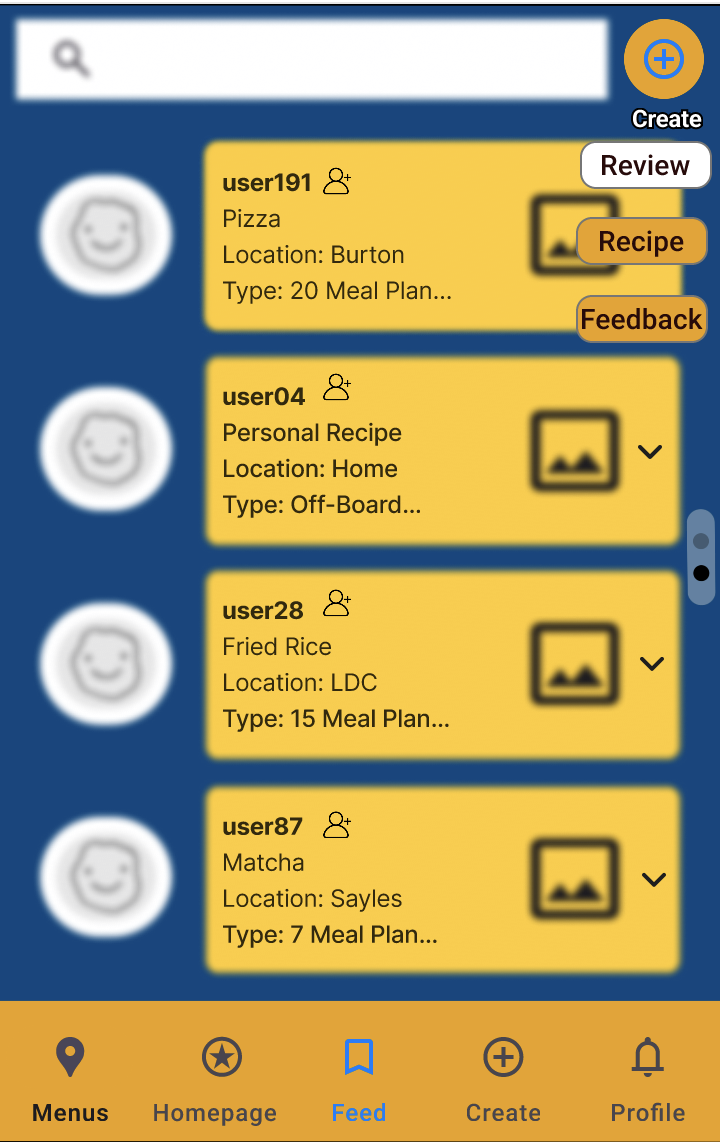 Create
Review
Recipe
Feedback
user191
Pizza
Location: Burton
Type: 20 Meal Plan...
user04
Personal Recipe
Location: Home
Type: Off-Board...
user28
Fried Rice
Location: LDC
Type: 15 Meal Plan...
user87
Matcha
Location: Sayles
Type: 7 Meal Plan...
Menus
Homepage
Feed
Create
Profile